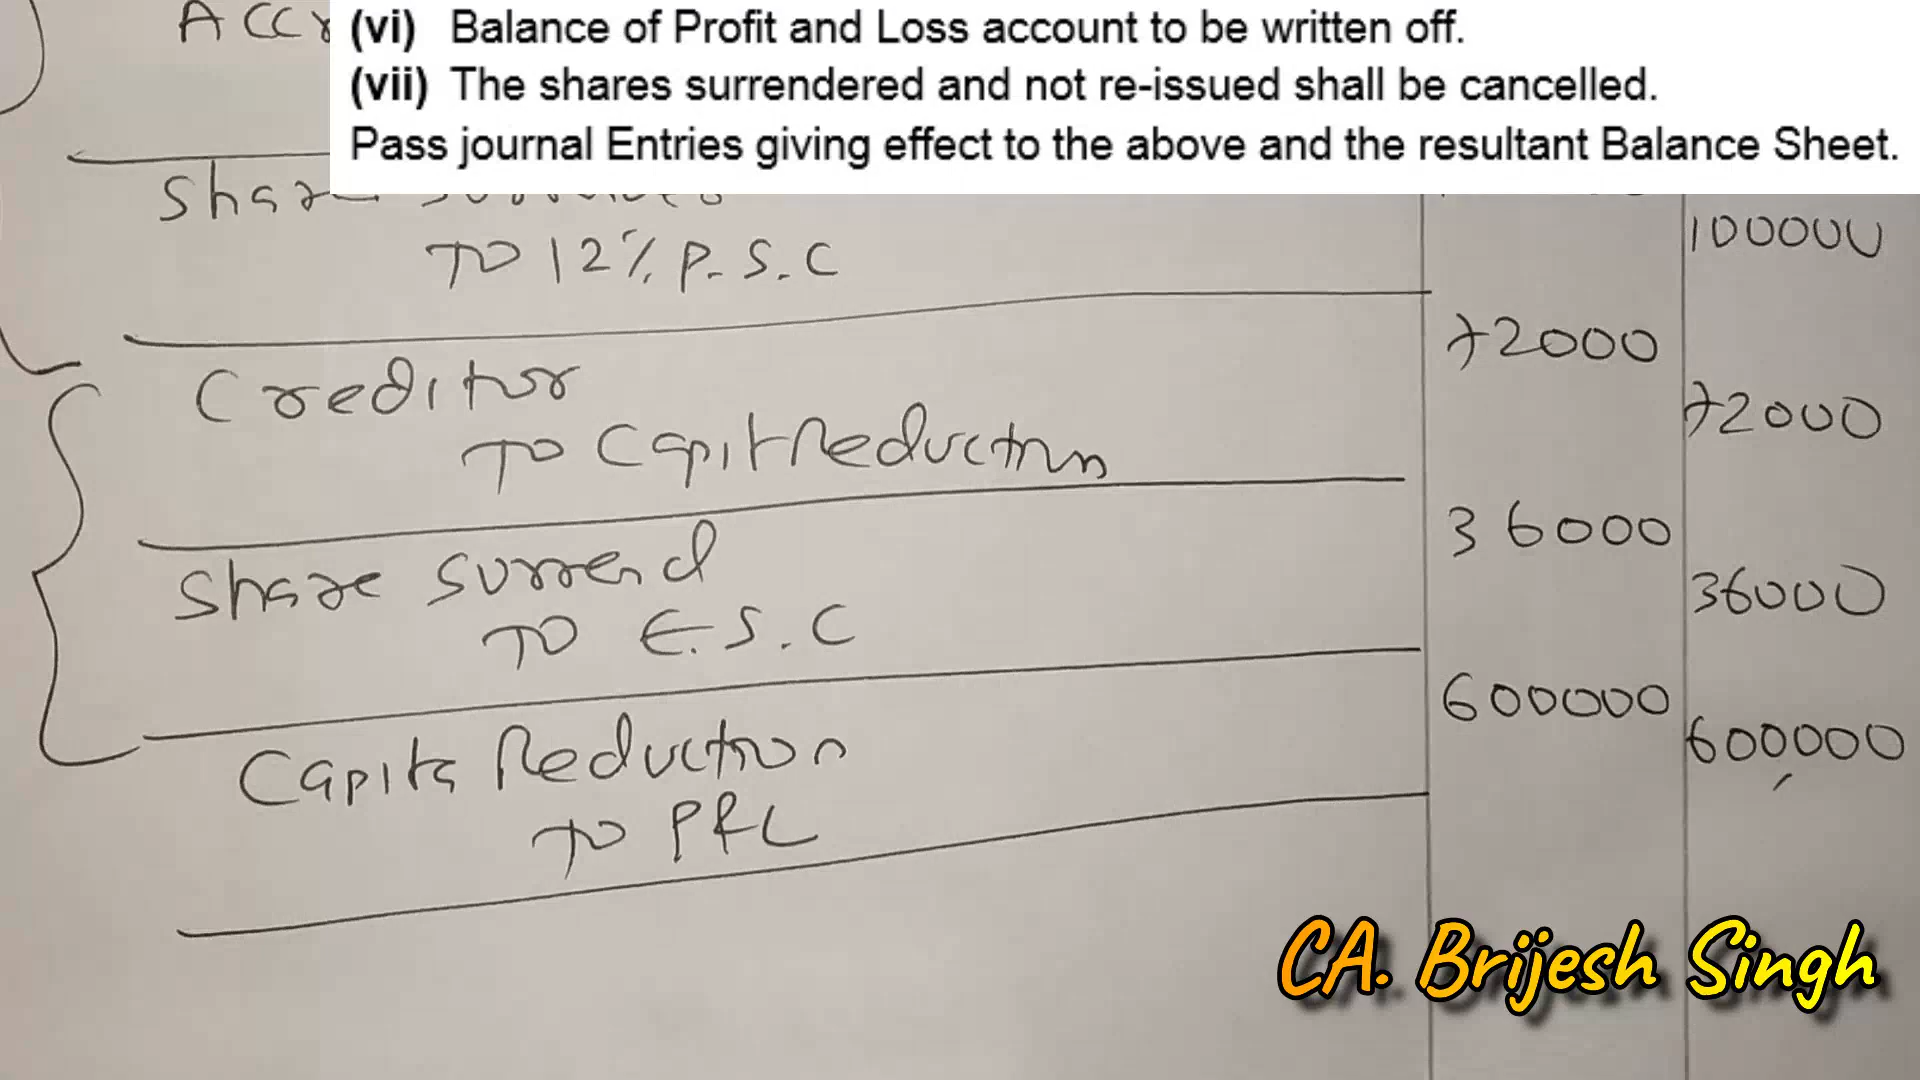 (vi) Balance of Profit and Loss account to be written off.
(vii) The shares surrendered and not re-issued shall be cancelled.
Pass journal Entries giving effect to the above and the resultant Balance Sheet.
Share
TO 12% P.S.C 100000
Creditor 72000
TO Capit Reduction 72000
Share Surrend 36000
TO E.S.C 36000
Capita Reduction 600000
TO P&L 600000
CA. Brijesh Singh